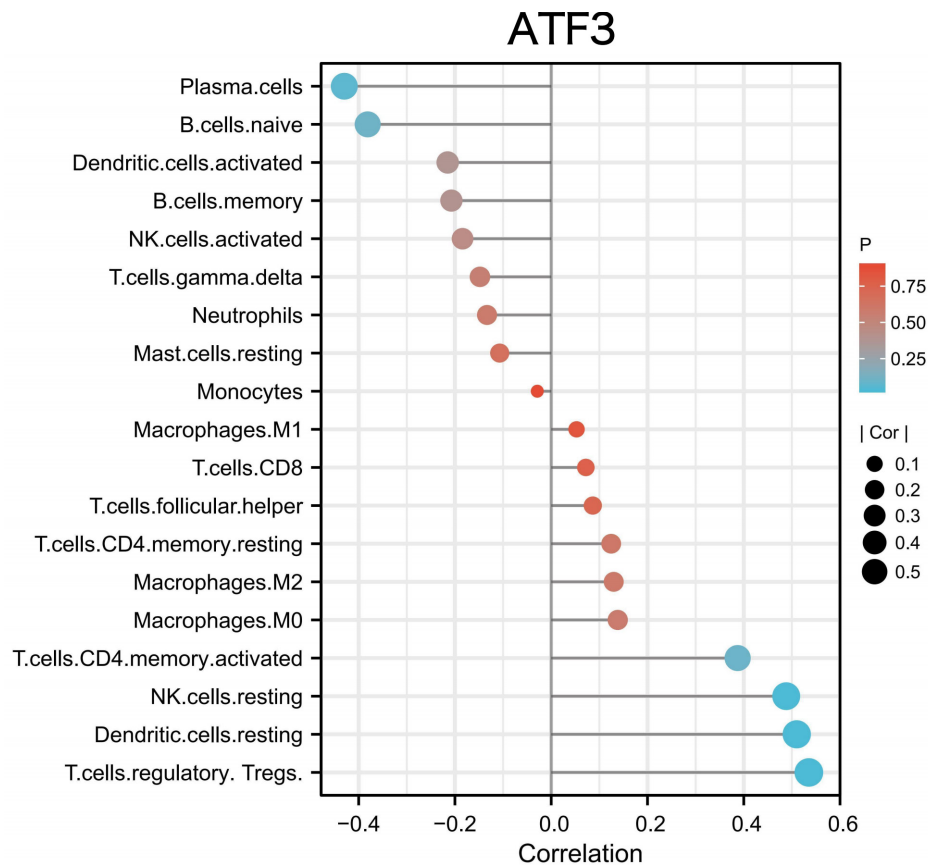 ATF3
Plasma.cells
B.cells.naive
Dendritic.cells.activated
B.cells.memory
NK.cells.activated
T.cells.gamma.delta
Neutrophils
Mast.cells.resting
Monocytes
Macrophages.M1
T.cells.CD8
T.cells.follicular.helper
T.cells.CD4.memory.resting
Macrophages.M2
Macrophages.M0
T.cells.CD4.memory.activated
NK.cells.resting
Dendritic.cells.resting
T.cells.regulatory. Tregs.
−0.4 −0.2 0.0 0.2 0.4 0.6
Correlation
P
0.75
0.50
0.25
| Cor |
0.1
0.2
0.3
0.4
0.5